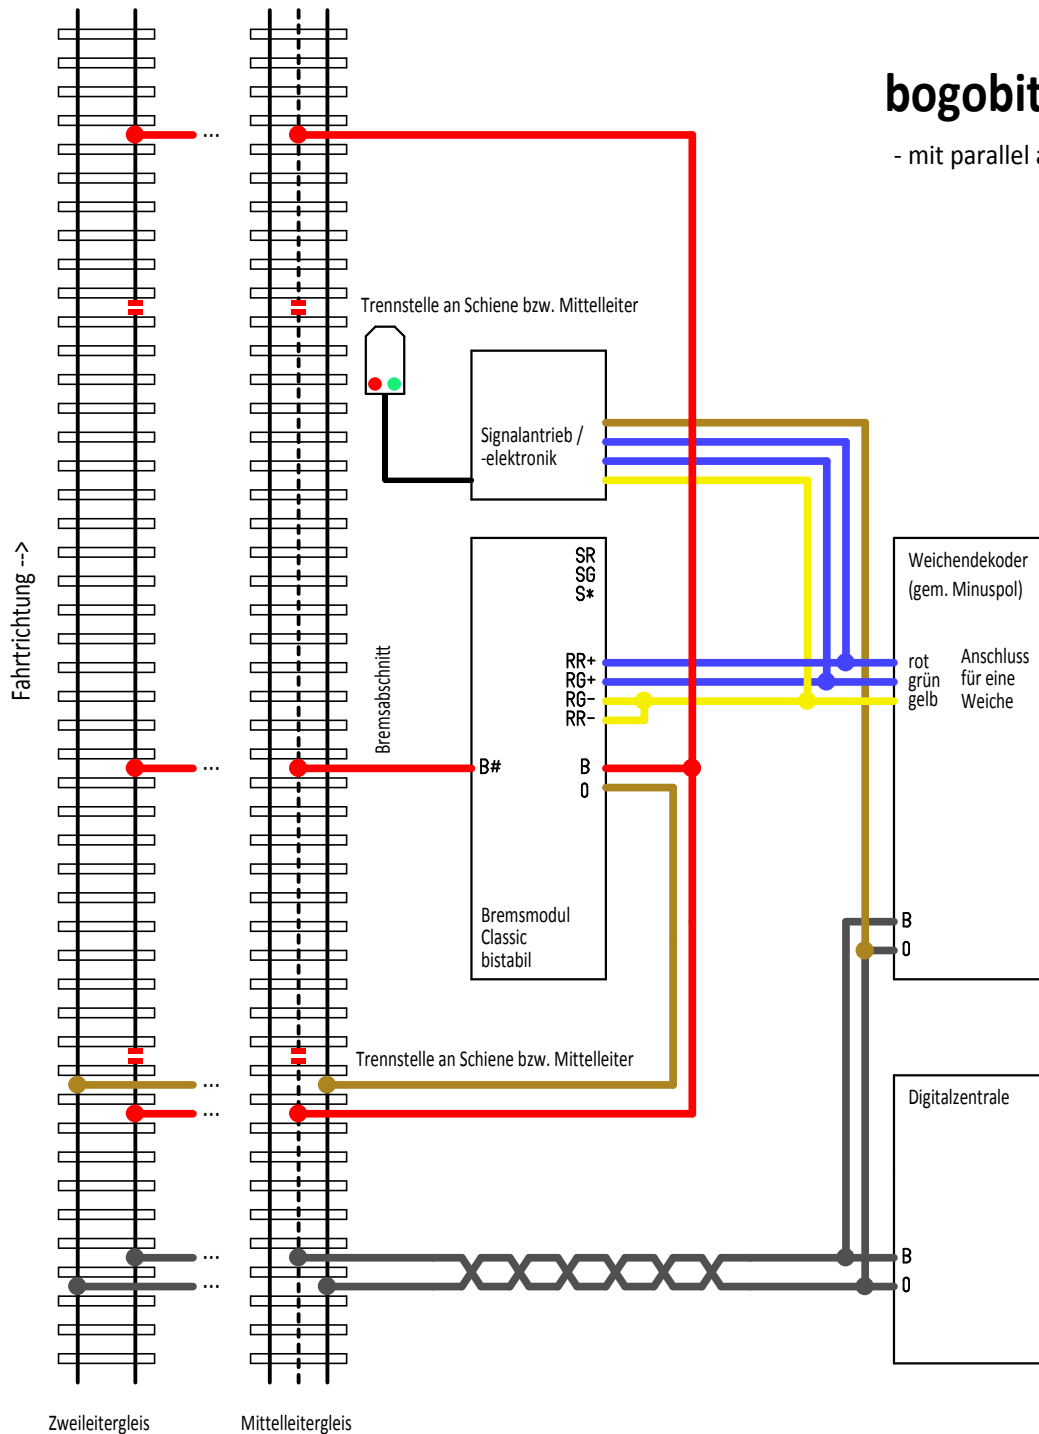 bogobit
- mit parallel a
...
...
Trennstelle an Schiene bzw. Mittelleiter
Signalantrieb /
-elektronik
Fahrtrichtung -->
Bremsabschnitt
SR
SG
S*
RR+
RG+
RG-
RR-
B#
B
0
Bremsmodul
Classic
bistabil
Weichendekoder
(gem. Minuspol)
rot
grün
gelb
Anschluss
für eine
Weiche
B
0
Trennstelle an Schiene bzw. Mittelleiter
...
...
Digitalzentrale
...
...
B
0
Zweileitergleis
Mittelleitergleis